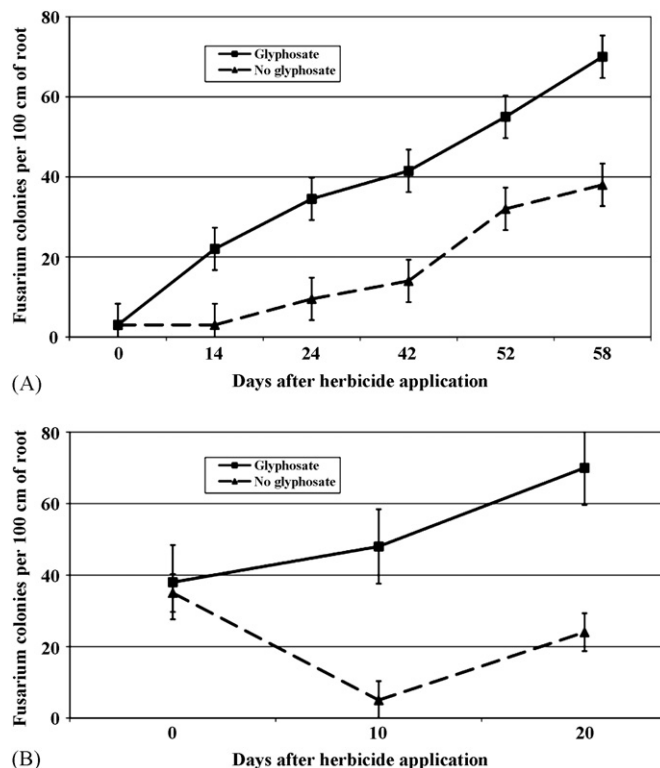 80
60
40
20
0
Fusarium colonies per 100 cm of root
Glyphosate
No glyphosate
0 14 24 42 52 58
Days after herbicide application
(A)
80
60
40
20
0
Fusarium colonies per 100 cm of root
Glyphosate
No glyphosate
0 10 20
Days after herbicide application
(B)